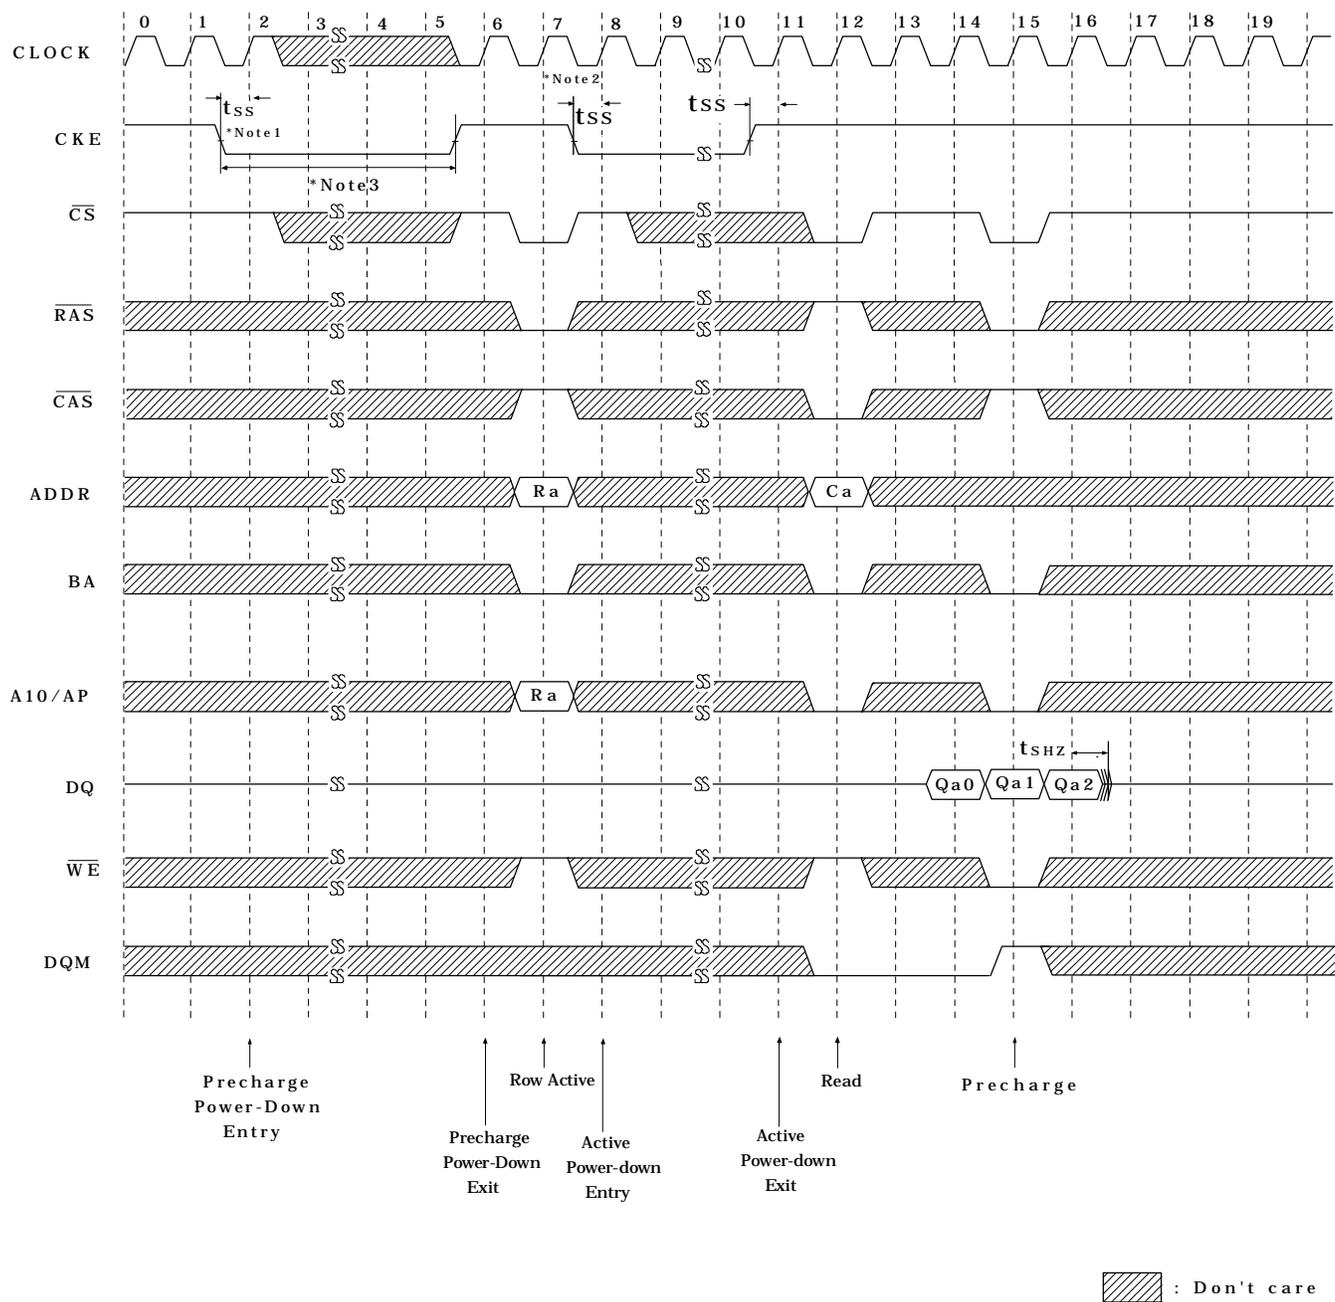 0 1 2 3 4 5 6 7 8 9 10 11 12 13 14 15 16 17 18 19
CLOCK
*Note2
tSS
tSS
tSS
*Note1
CKE
*Note3
CS
RAS
CAS
ADDR
Ra
Ca
BA
A10/AP
Ra
tSHZ
DQ
Qa0
Qa1
Qa2
WE
DQM
Precharge
Power-Down
Entry
Row Active
Read
Precharge
Precharge
Power-Down
Exit
Active
Power-down
Entry
Active
Power-down
Exit
: Don't care